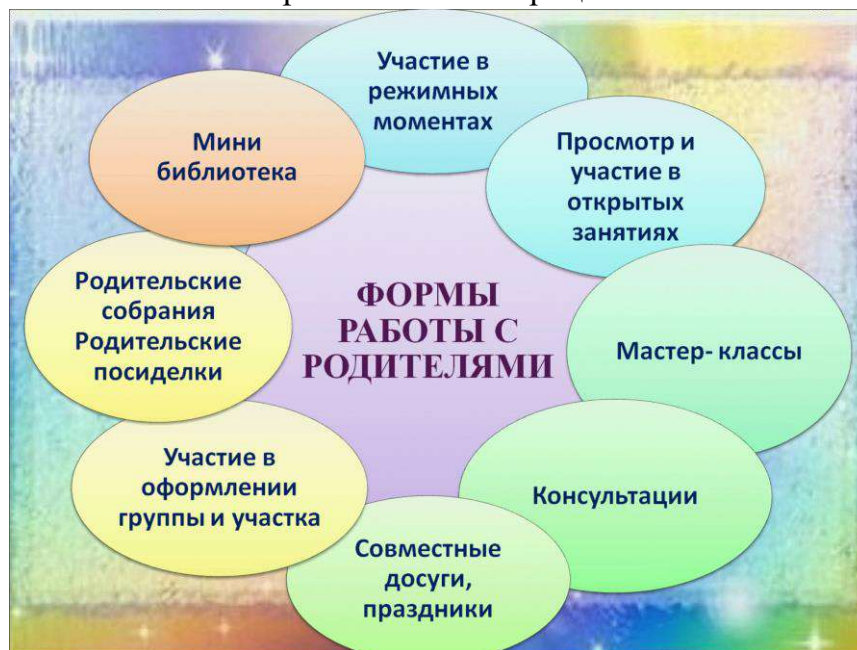 Участие в
режимных
моментах
Просмотр и
участие в
открытых
занятиях
Мастер- классы
Консультации
Совместные
досуги,
праздники
Участие в
оформлении
группы и участка
Родительские
собрания
Родительские
посиделки
Мини
библиотека
ФОРМЫ
РАБОТЫ С
РОДИТЕЛЯМИ